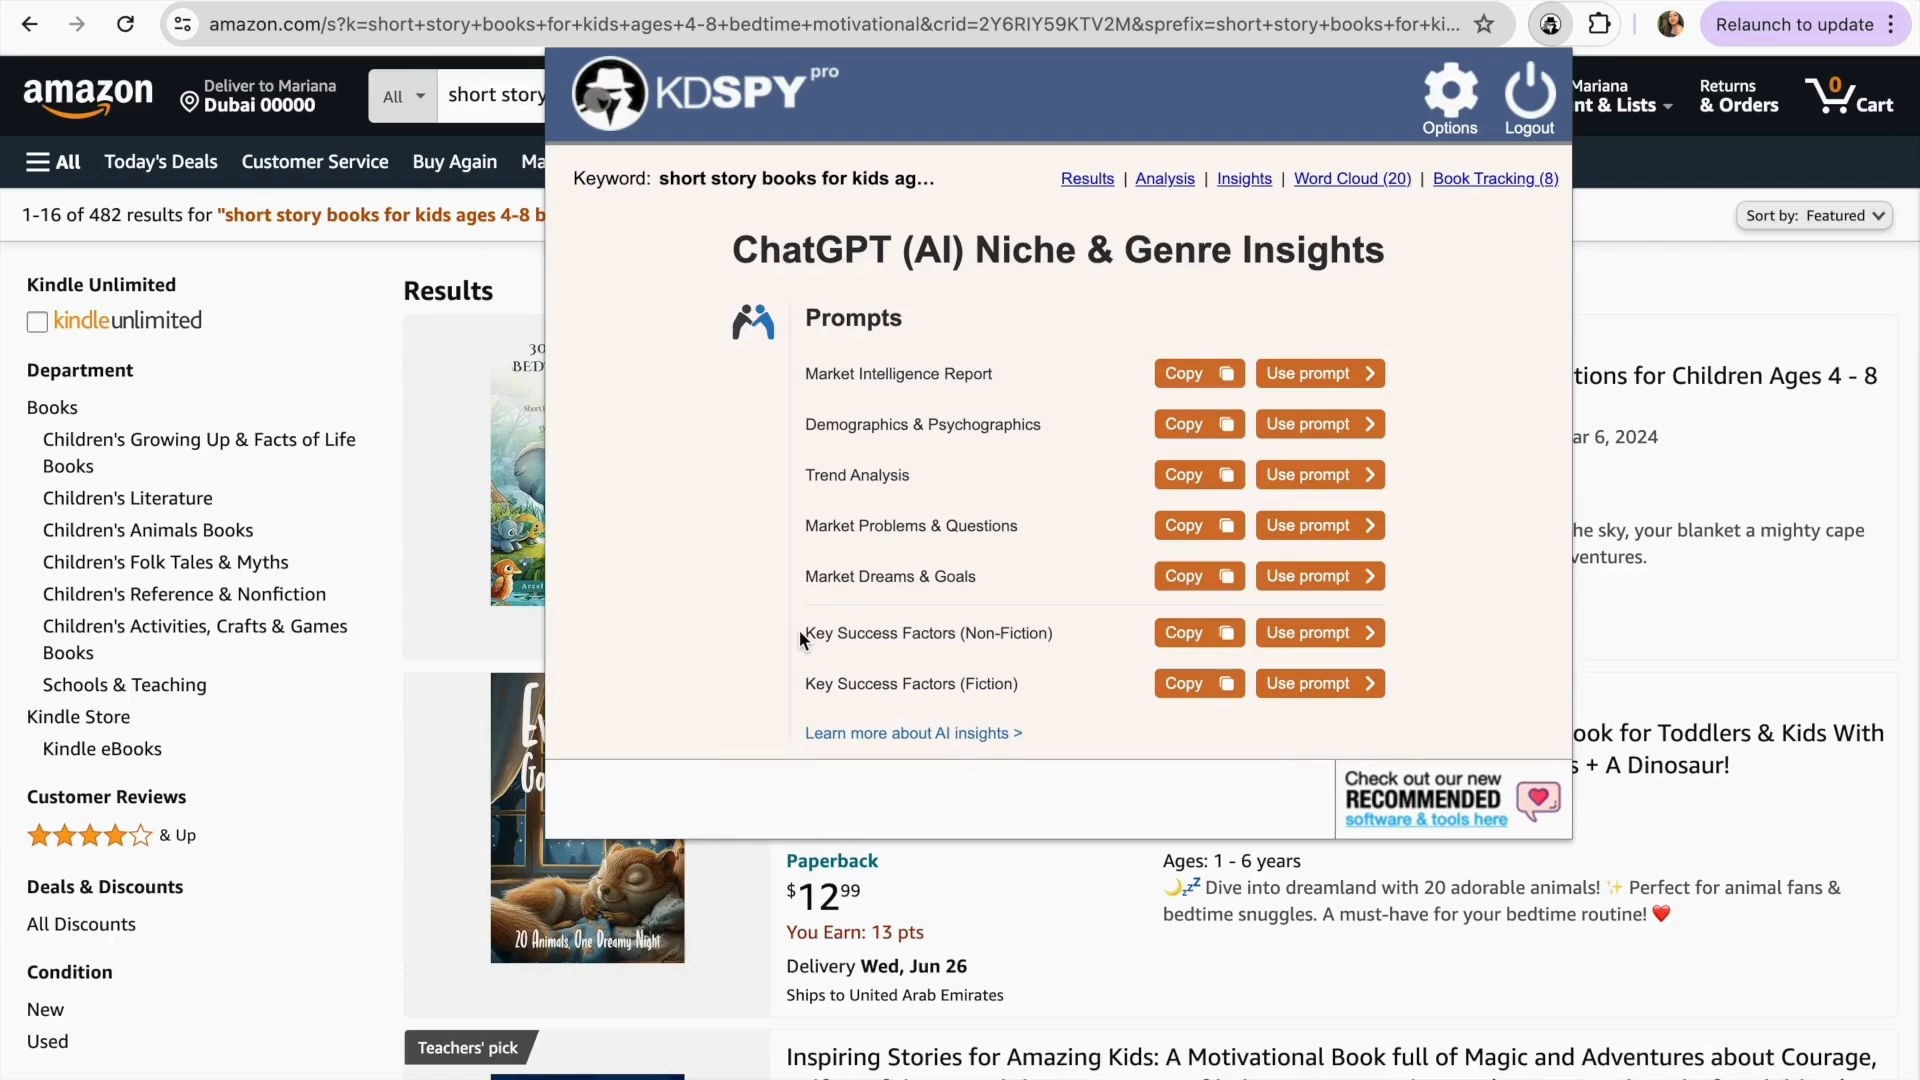 amazon.com/s?k=short+story+books+for+kids+ages+4-8+bedtime+motivational&crid=2Y6RIY59KTV2M&sprefix=short+story+books+for+ki...
Relaunch to update
amazon
Deliver to Mariana
Dubai 00000
All
short story
KDSPY pro
Options
Logout
Mariana
nt & Lists
Returns
& Orders
0
Cart
All
Today's Deals
Customer Service
Buy Again
Ma
Keyword: short story books for kids ag...
Results | Analysis | Insights | Word Cloud (20) | Book Tracking (8)
1-16 of 482 results for "short story books for kids ages 4-8 b
Sort by: Featured
ChatGPT (AI) Niche & Genre Insights
Prompts
Market Intelligence Report Copy Use prompt
Demographics & Psychographics Copy Use prompt
Trend Analysis Copy Use prompt
Market Problems & Questions Copy Use prompt
Market Dreams & Goals Copy Use prompt
Key Success Factors (Non-Fiction) Copy Use prompt
Key Success Factors (Fiction) Copy Use prompt
Learn more about AI insights >
Check out our new
RECOMMENDED
software & tools here
Kindle Unlimited
kindleunlimited
Department
Books
Children's Growing Up & Facts of Life
Books
Children's Literature
Children's Animals Books
Children's Folk Tales & Myths
Children's Reference & Nonfiction
Children's Activities, Crafts & Games
Books
Schools & Teaching
Kindle Store
Kindle eBooks
Customer Reviews
& Up
Deals & Discounts
All Discounts
Condition
New
Used
Results
30
BED
Short
Arcel
tions for Children Ages 4 - 8
ar 6, 2024
he sky, your blanket a mighty cape
ventures.
Ev
Go
20 Animals, One Dreamy Night
ook for Toddlers & Kids With
s + A Dinosaur!
Paperback
$12.99
You Earn: 13 pts
Delivery Wed, Jun 26
Ships to United Arab Emirates
Ages: 1 - 6 years
🌙💤 Dive into dreamland with 20 adorable animals! ✨ Perfect for animal fans &
bedtime snuggles. A must-have for your bedtime routine! ❤️
Teachers' pick
Inspiring Stories for Amazing Kids: A Motivational Book full of Magic and Adventures about Courage,